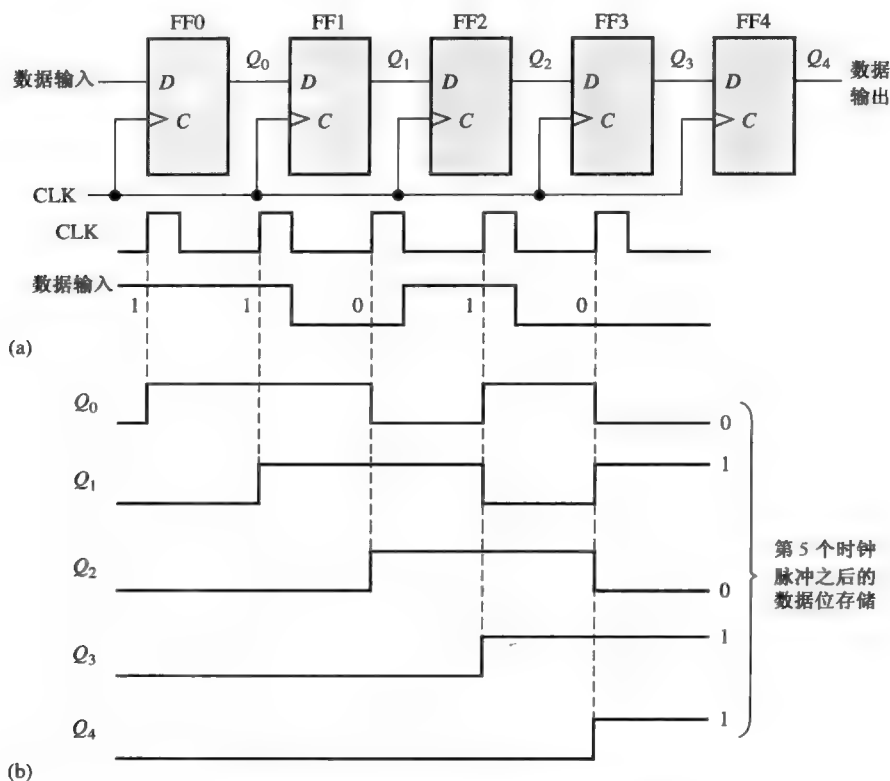 FF0 FF1 FF2 FF3 FF4
Q₀ Q₁ Q₂ Q₃ Q₄
数据输入 D D D D D 数据
输出
C C C C C
CLK
CLK
数据输入
1 1 0 1 0
(a)
Q₀ 0
Q₁ 1
第 5 个时钟
脉冲之后的
数据位存储
Q₂ 0
Q₃ 1
Q₄ 1
(b)